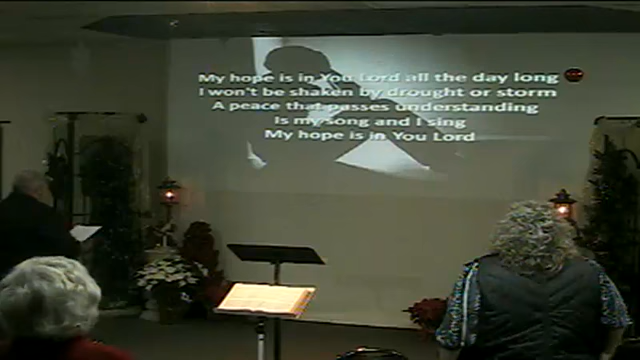 My hope is in You Lord all the day long
I won't be shaken by drought or storm
A peace that passes understanding
Is my song and I sing
My hope is in You Lord